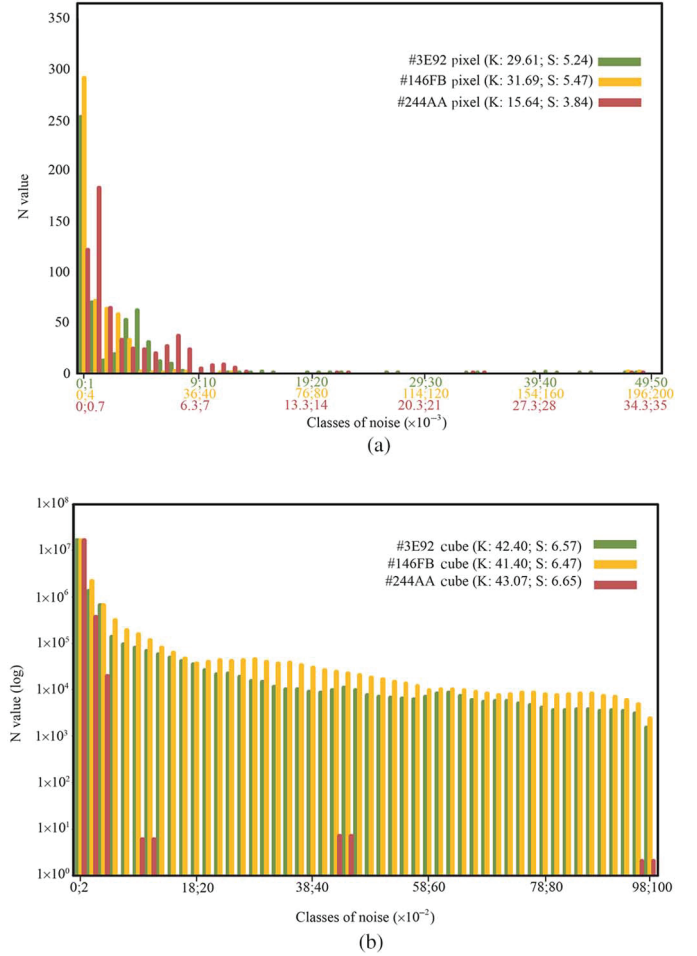 350
300
250
200
150
100
50
0
N value
#3E92 pixel (K: 29.61; S: 5.24)
#146FB pixel (K: 31.69; S: 5.47)
#244AA pixel (K: 15.64; S: 3.84)
0;1 9;10 19;20 29;30 39;40 49;50
0;4 36;40 76;80 114;120 154;160 196;200
0;0.7 6.3;7 13.3;14 20.3;21 27.3;28 34.3;35
Classes of noise (×10⁻³)
(a)
1×10⁸
1×10⁷
1×10⁶
1×10⁵
1×10⁴
1×10³
1×10²
1×10¹
1×10⁰
N value (log)
#3E92 cube (K: 42.40; S: 6.57)
#146FB cube (K: 41.40; S: 6.47)
#244AA cube (K: 43.07; S: 6.65)
0;2 18;20 38;40 58;60 78;80 98;100
Classes of noise (×10⁻²)
(b)